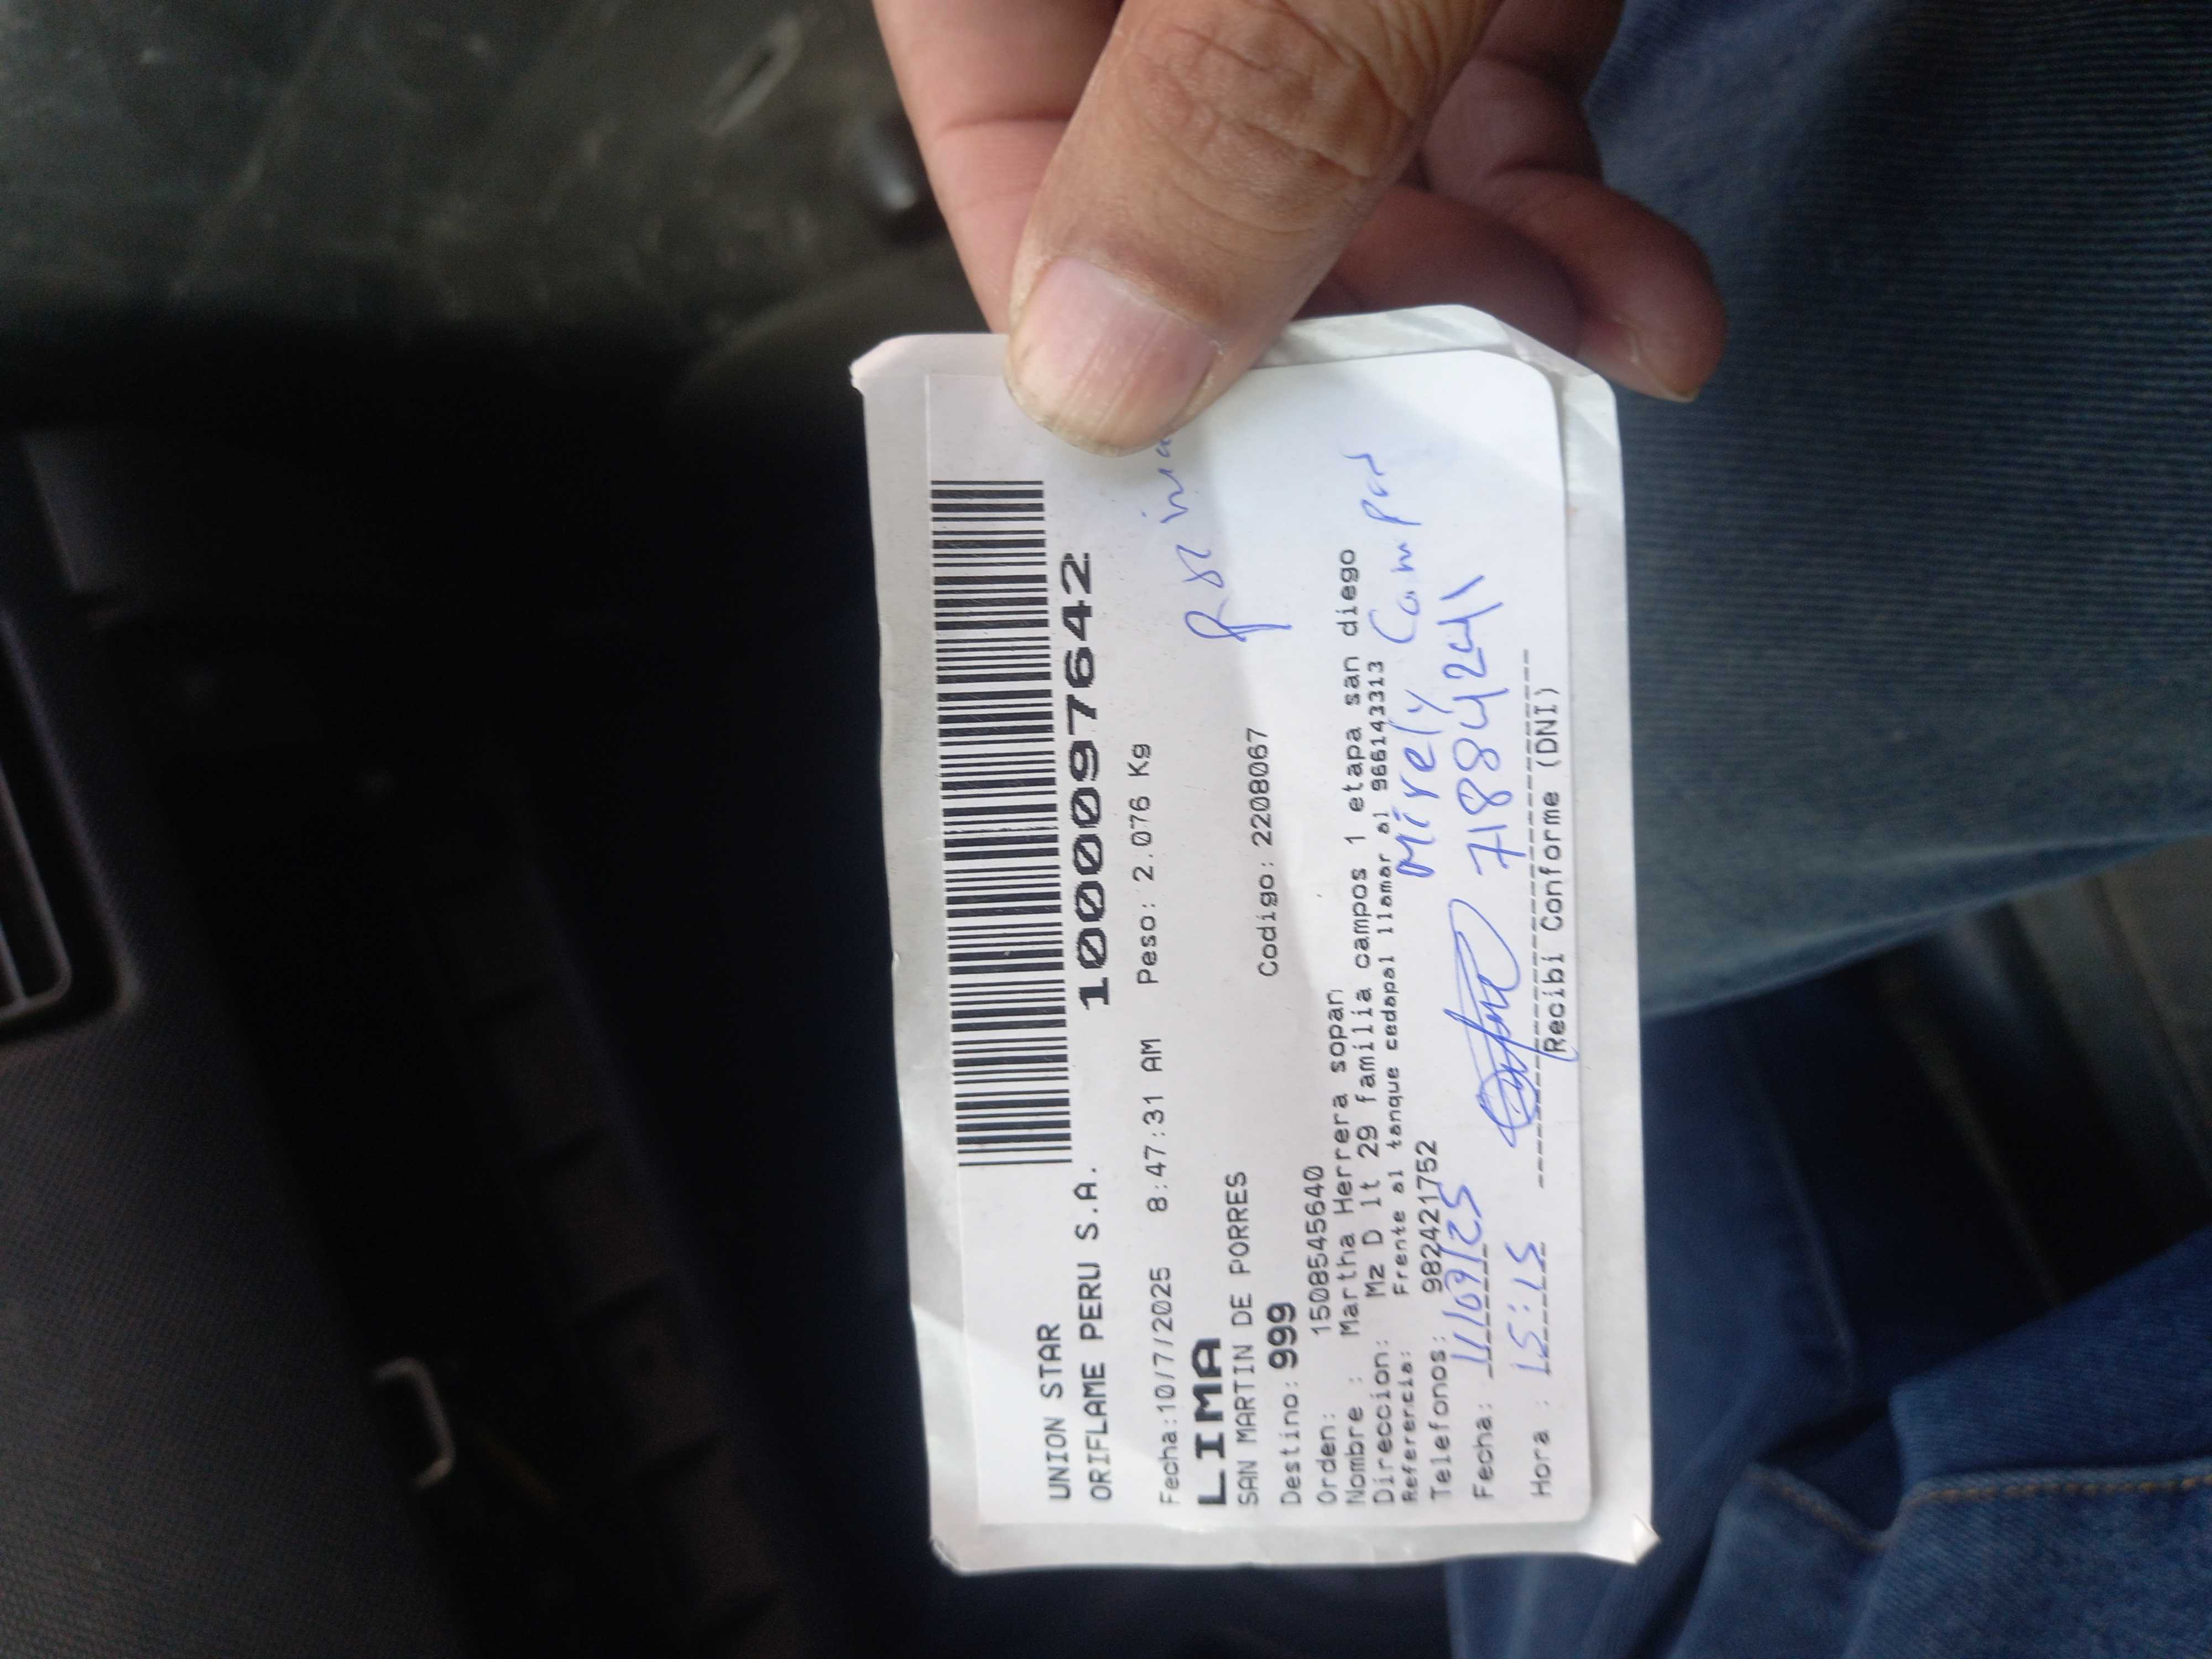 UNION STAR
ORIFLAME PERU S.A.
10000097642
Fecha:10/7/2025 8:47:31 AM Peso: 2.076 Kg
LIMA
SAN MARTIN DE PORRES
Destino: 999 Codigo: 2208067
Orden: 1508545640
Nombre : Martha Herrera sopan
Direccion: Mz D lt 29 familia campos 1 etapa san diego
Referencia: Frente al tanque cedapal llamar al 966143313
Telefonos: 982421752
Mirely Campos
Fecha: 11/09/25
71884241
Hora : 15:15
Recibi Conforme (DNI)